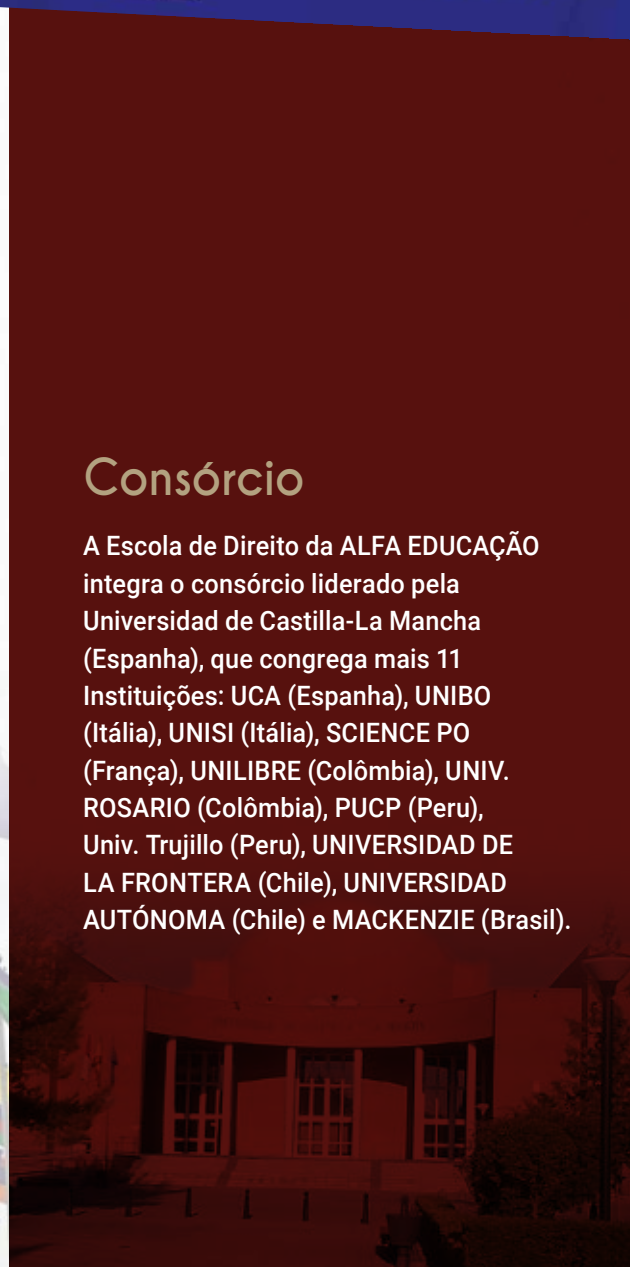 Consórcio
A Escola de Direito da ALFA EDUCAÇÃO
integra o consórcio liderado pela
Universidad de Castilla-La Mancha
(Espanha), que congrega mais 11
Instituições: UCA (Espanha), UNIBO
(Itália), UNISI (Itália), SCIENCE PO
(França), UNILIBRE (Colômbia), UNIV.
ROSARIO (Colômbia), PUCP (Peru),
Univ. Trujillo (Peru), UNIVERSIDAD DE
LA FRONTERA (Chile), UNIVERSIDAD
AUTÓNOMA (Chile) e MACKENZIE (Brasil).